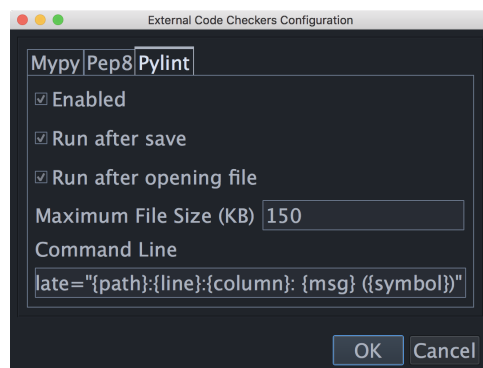 External Code Checkers Configuration
Mypy Pep8 Pylint
Enabled
Run after save
Run after opening file
Maximum File Size (KB) 150
Command Line
late="{path}:{line}:{column}: {msg} ({symbol})"
OK Cancel